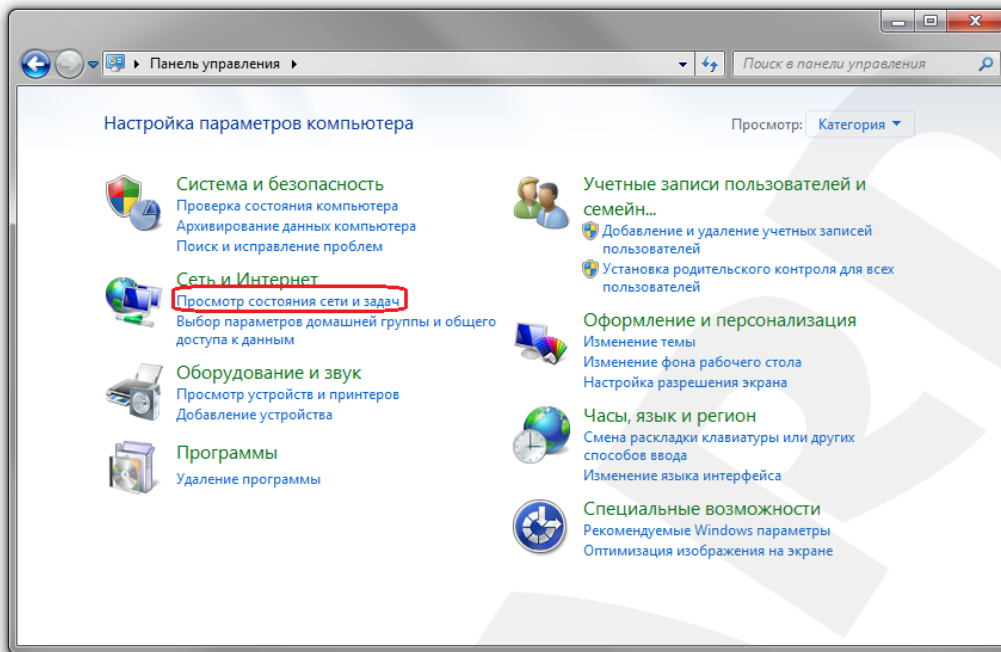 Панель управления
Поиск в панели управления
Настройка параметров компьютера
Просмотр: Категория
Система и безопасность
Проверка состояния компьютера
Архивирование данных компьютера
Поиск и исправление проблем
Сеть и Интернет
Просмотр состояния сети и задач
Выбор параметров домашней группы и общего
доступа к данным
Оборудование и звук
Просмотр устройств и принтеров
Добавление устройства
Программы
Удаление программы
Учетные записи пользователей и
семейн...
Добавление и удаление учетных записей
пользователей
Установка родительского контроля для всех
пользователей
Оформление и персонализация
Изменение темы
Изменение фона рабочего стола
Настройка разрешения экрана
Часы, язык и регион
Смена раскладки клавиатуры или других
способов ввода
Изменение языка интерфейса
Специальные возможности
Рекомендуемые Windows параметры
Оптимизация изображения на экране